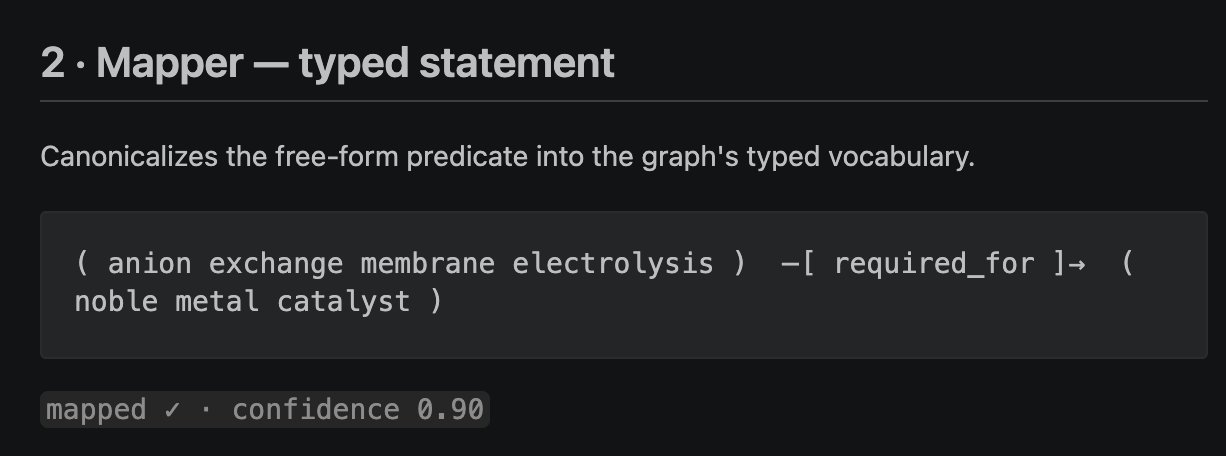 2 · Mapper — typed statement
Canonicalizes the free-form predicate into the graph's typed vocabulary.
( anion exchange membrane electrolysis )  —[ required_for ]→  (
noble metal catalyst )
mapped ✓ · confidence 0.90